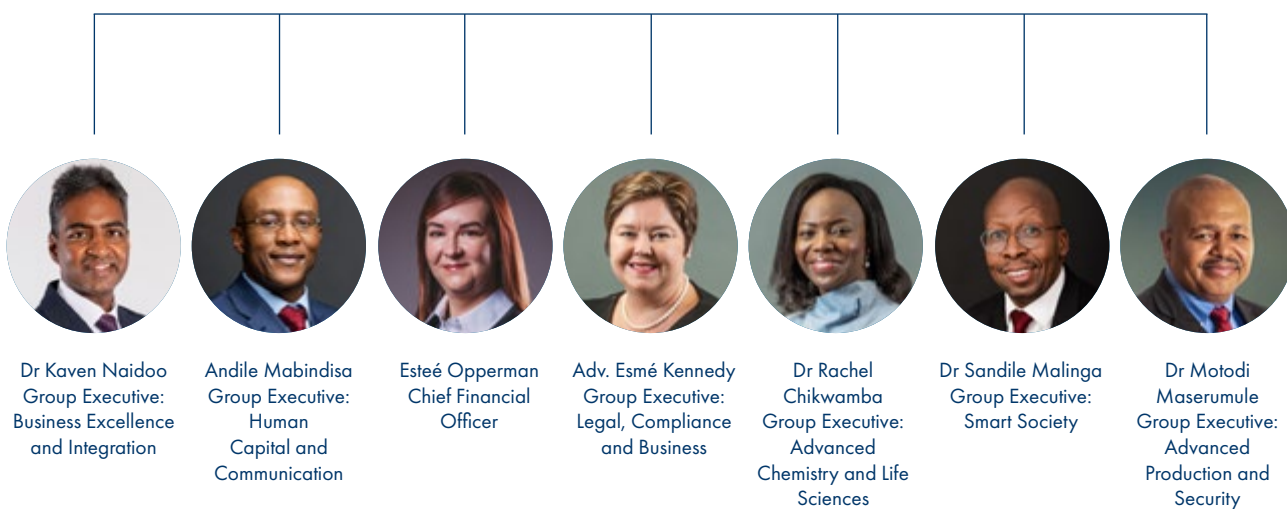 Dr Kaven Naidoo
Group Executive:
Business Excellence
and Integration
Andile Mabindisa
Group Executive:
Human
Capital and
Communication
Esteé Opperman
Chief Financial
Officer
Adv. Esmé Kennedy
Group Executive:
Legal, Compliance
and Business
Dr Rachel
Chikwamba
Group Executive:
Advanced
Chemistry and Life
Sciences
Dr Sandile Malinga
Group Executive:
Smart Society
Dr Motodi
Maserumule
Group Executive:
Advanced
Production and
Security